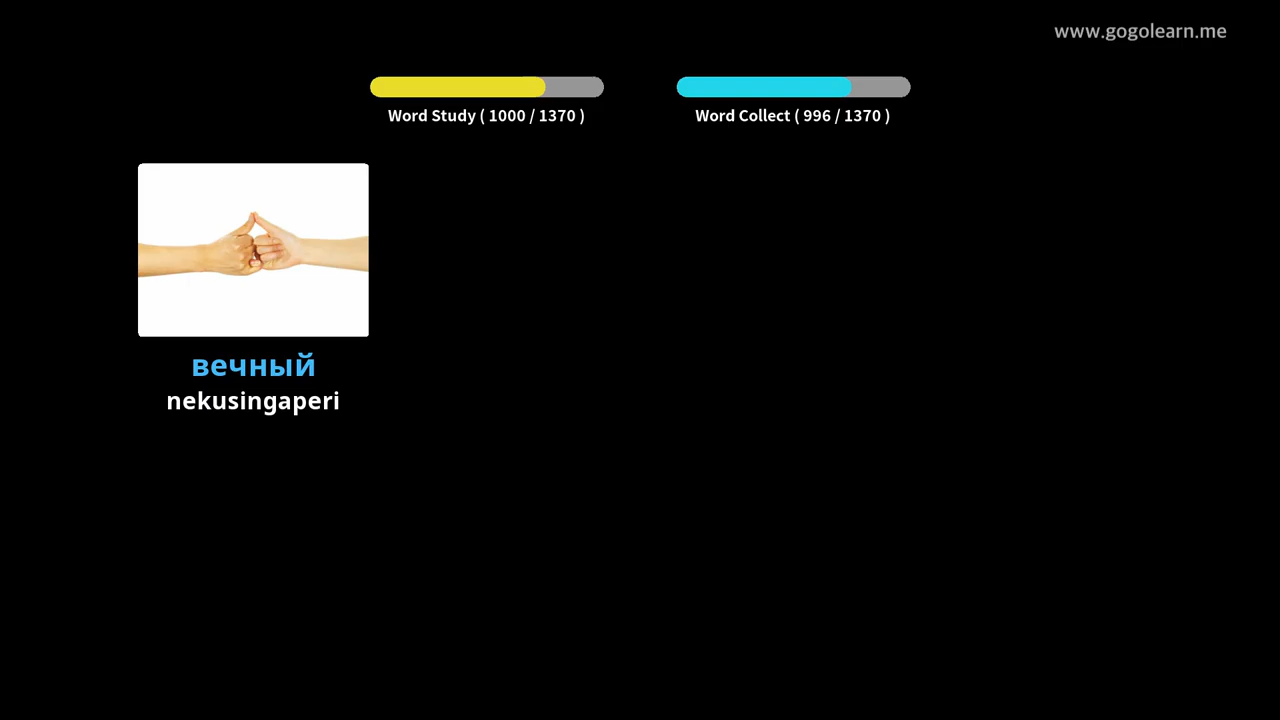 www.gogolearn.me
Word Study ( 1000 / 1370 )
Word Collect ( 996 / 1370 )
вечный
nekusingaperi